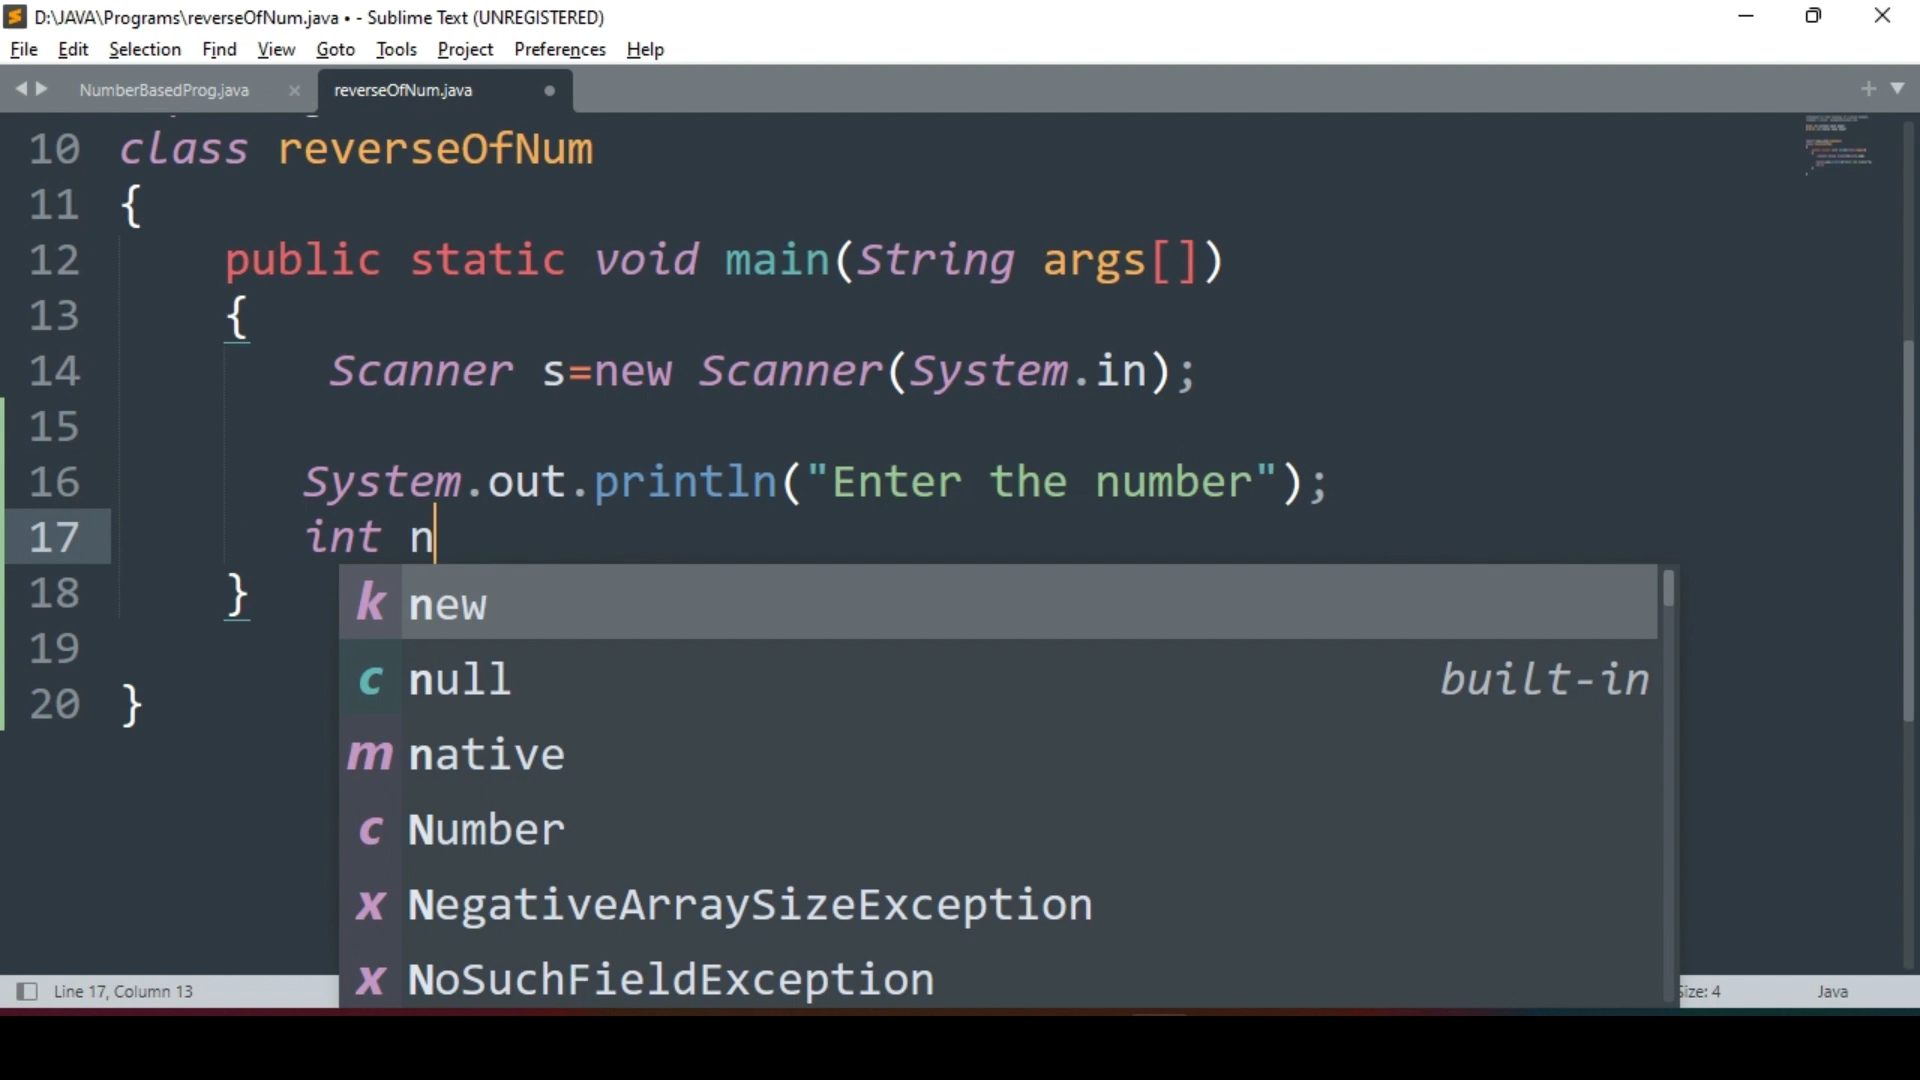 D:\JAVA\Programs\reverseOfNum.java • - Sublime Text (UNREGISTERED)
File Edit Selection Find View Goto Tools Project Preferences Help
NumberBasedProg.java reverseOfNum.java
10 class reverseOfNum
11 {
12 public static void main(String args[])
13 {
14 Scanner s=new Scanner(System.in);
15
16 System.out.println("Enter the number");
17 int n
k new
18 }
c null built-in
19
20 }
m native
c Number
x NegativeArraySizeException
x NoSuchFieldException
Line 17, Column 13 Size: 4 Java